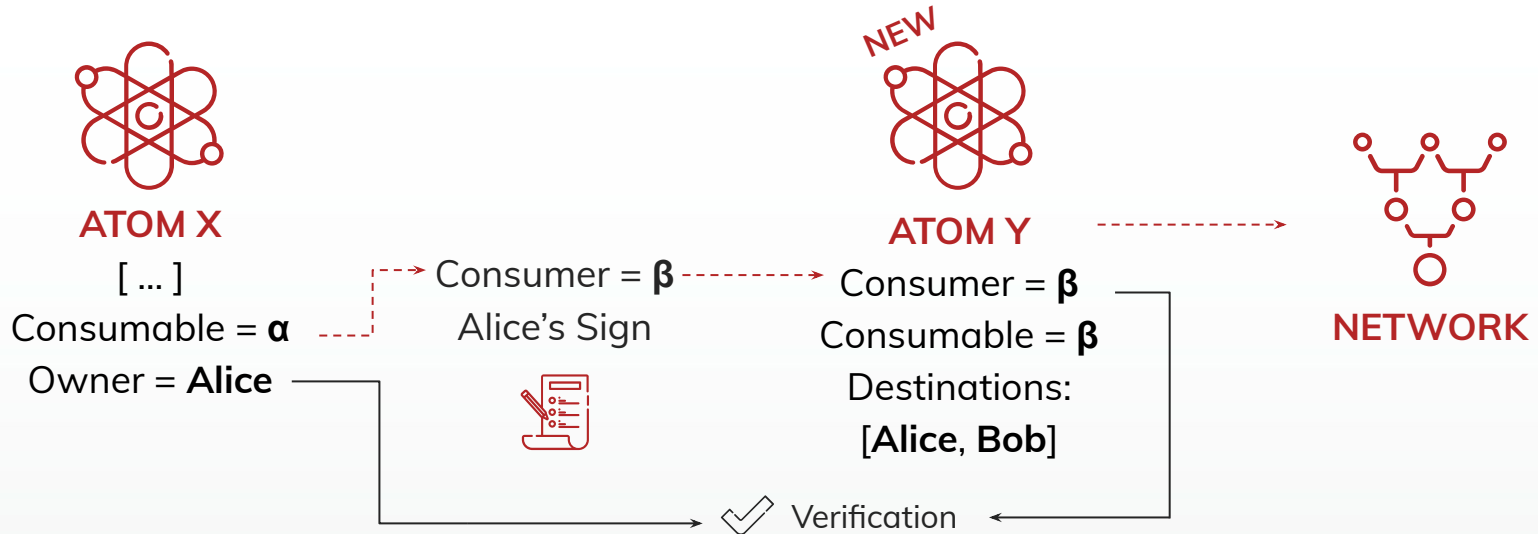 ATOM X
[ ... ]
Consumable = α
Owner = Alice
Consumer = β
Alice’s Sign
NEW
ATOM Y
Consumer = β
Consumable = β
Destinations:
[Alice, Bob]
NETWORK
Verification